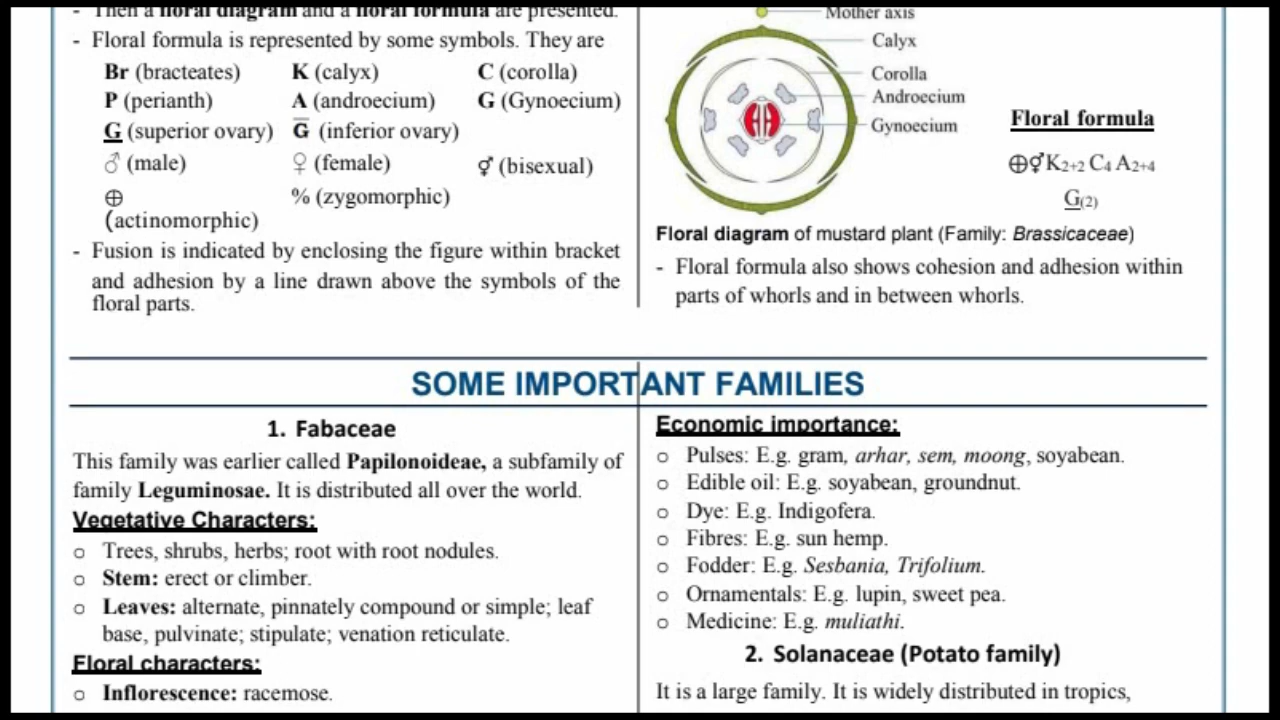 - Then a floral diagram and a floral formula are presented.
- Floral formula is represented by some symbols. They are
Br (bracteates) K (calyx) C (corolla)
P (perianth) A (androecium) G (Gynoecium)
G̲ (superior ovary) G̅ (inferior ovary)
♂ (male) ♀ (female) ⚥ (bisexual)
⊕ % (zygomorphic)
(actinomorphic)
- Fusion is indicated by enclosing the figure within bracket
and adhesion by a line drawn above the symbols of the
floral parts.
Mother axis
Calyx
Corolla
Androecium
Gynoecium
Floral formula
⊕⚥K₂₊₂ C₄ A₂₊₄
G̲₍₂₎
Floral diagram of mustard plant (Family: Brassicaceae)
- Floral formula also shows cohesion and adhesion within
parts of whorls and in between whorls.
SOME IMPORTANT FAMILIES
1. Fabaceae
This family was earlier called Papilonoideae, a subfamily of
family Leguminosae. It is distributed all over the world.
Vegetative Characters:
o Trees, shrubs, herbs; root with root nodules.
o Stem: erect or climber.
o Leaves: alternate, pinnately compound or simple; leaf
base, pulvinate; stipulate; venation reticulate.
Floral characters:
o Inflorescence: racemose.
Economic importance:
o Pulses: E.g. gram, arhar, sem, moong, soyabean.
o Edible oil: E.g. soyabean, groundnut.
o Dye: E.g. Indigofera.
o Fibres: E.g. sun hemp.
o Fodder: E.g. Sesbania, Trifolium.
o Ornamentals: E.g. lupin, sweet pea.
o Medicine: E.g. muliathi.
2. Solanaceae (Potato family)
It is a large family. It is widely distributed in tropics,